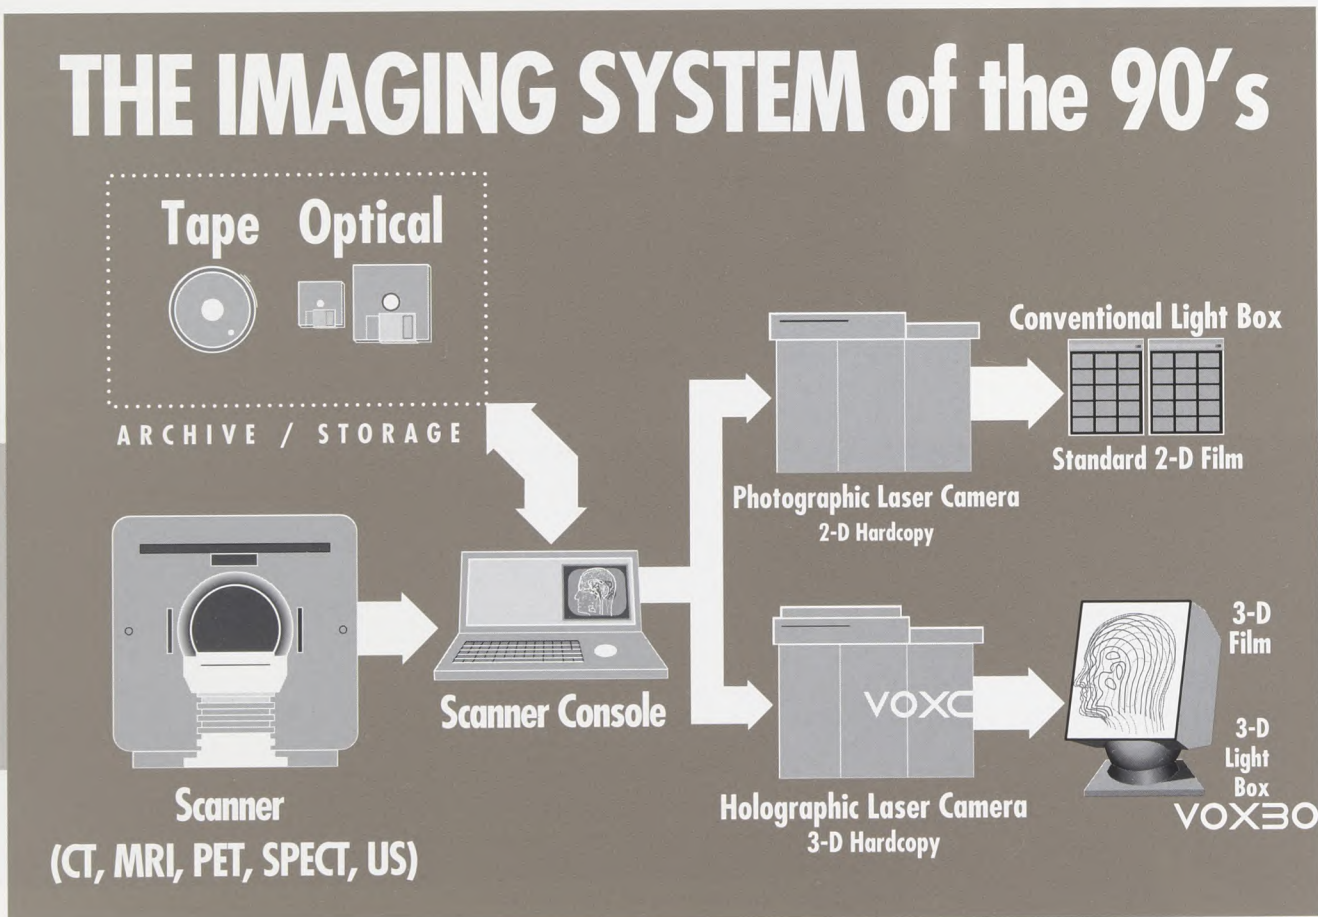 THE IMAGING SYSTEM of the 90's
Tape Optical
ARCHIVE / STORAGE
Conventional Light Box
Standard 2-D Film
Photographic Laser Camera
2-D Hardcopy
Scanner Console
Scanner
(CT, MRI, PET, SPECT, US)
VOXC
Holographic Laser Camera
3-D Hardcopy
3-D
Film
3-D
Light
Box
VOXBO